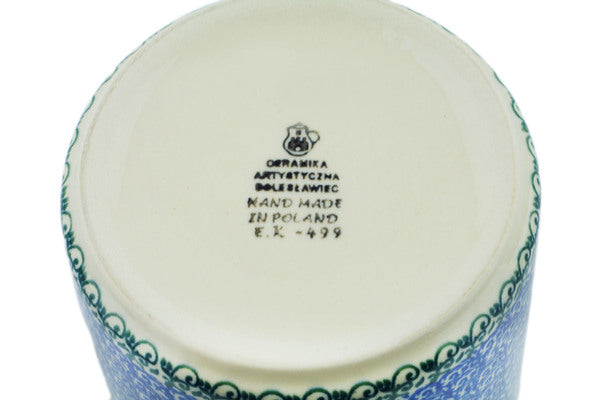 CERAMIKA
ARTYSTYCZNA
BOLESŁAWIEC
HAND MADE
IN POLAND
E.K -499